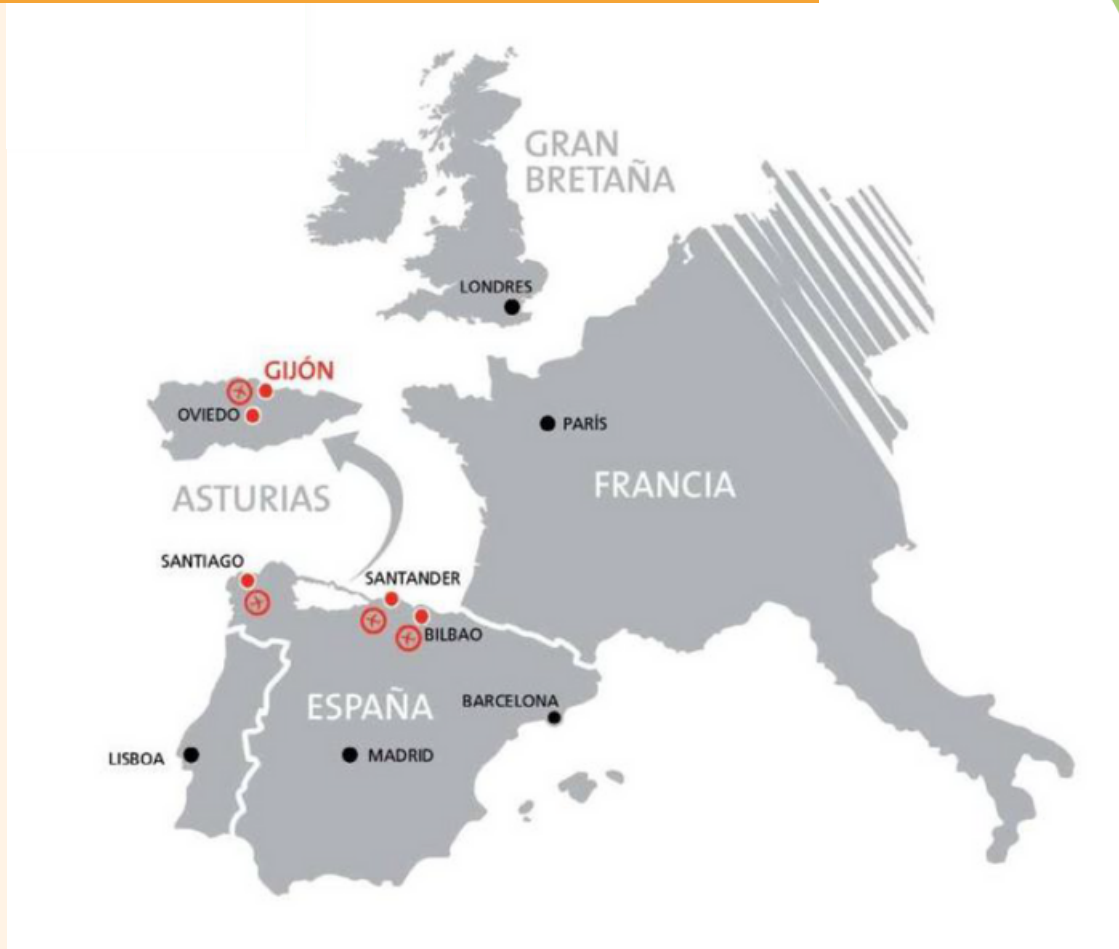 GRAN
BRETAÑA
LONDRES
GIJÓN
OVIEDO
PARÍS
FRANCIA
ASTURIAS
SANTIAGO
SANTANDER
BILBAO
ESPAÑA
BARCELONA
LISBOA
MADRID